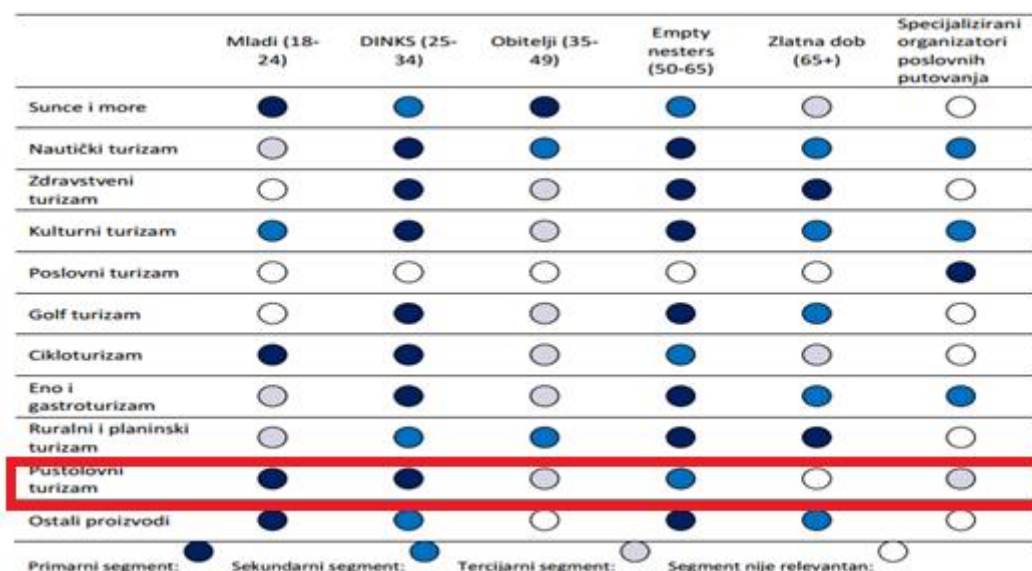 Mladi (18-
24)
DINKS (25-
34)
Obitelji (35-
49)
Empty
nesters
(50-65)
Zlatna dob
(65+)
Specijalizirani
organizatori
poslovnih
putovanja
Sunce i more
Nautički turizam
Zdravstveni
turizam
Kulturni turizam
Poslovni turizam
Golf turizam
Cikloturizam
Eno i
gastroturizam
Ruralni i planinski
turizam
Pustolovni
turizam
Ostali proizvodi
Primarni segment: Sekundarni segment: Tercijarni segment: Segment nije relevantan: